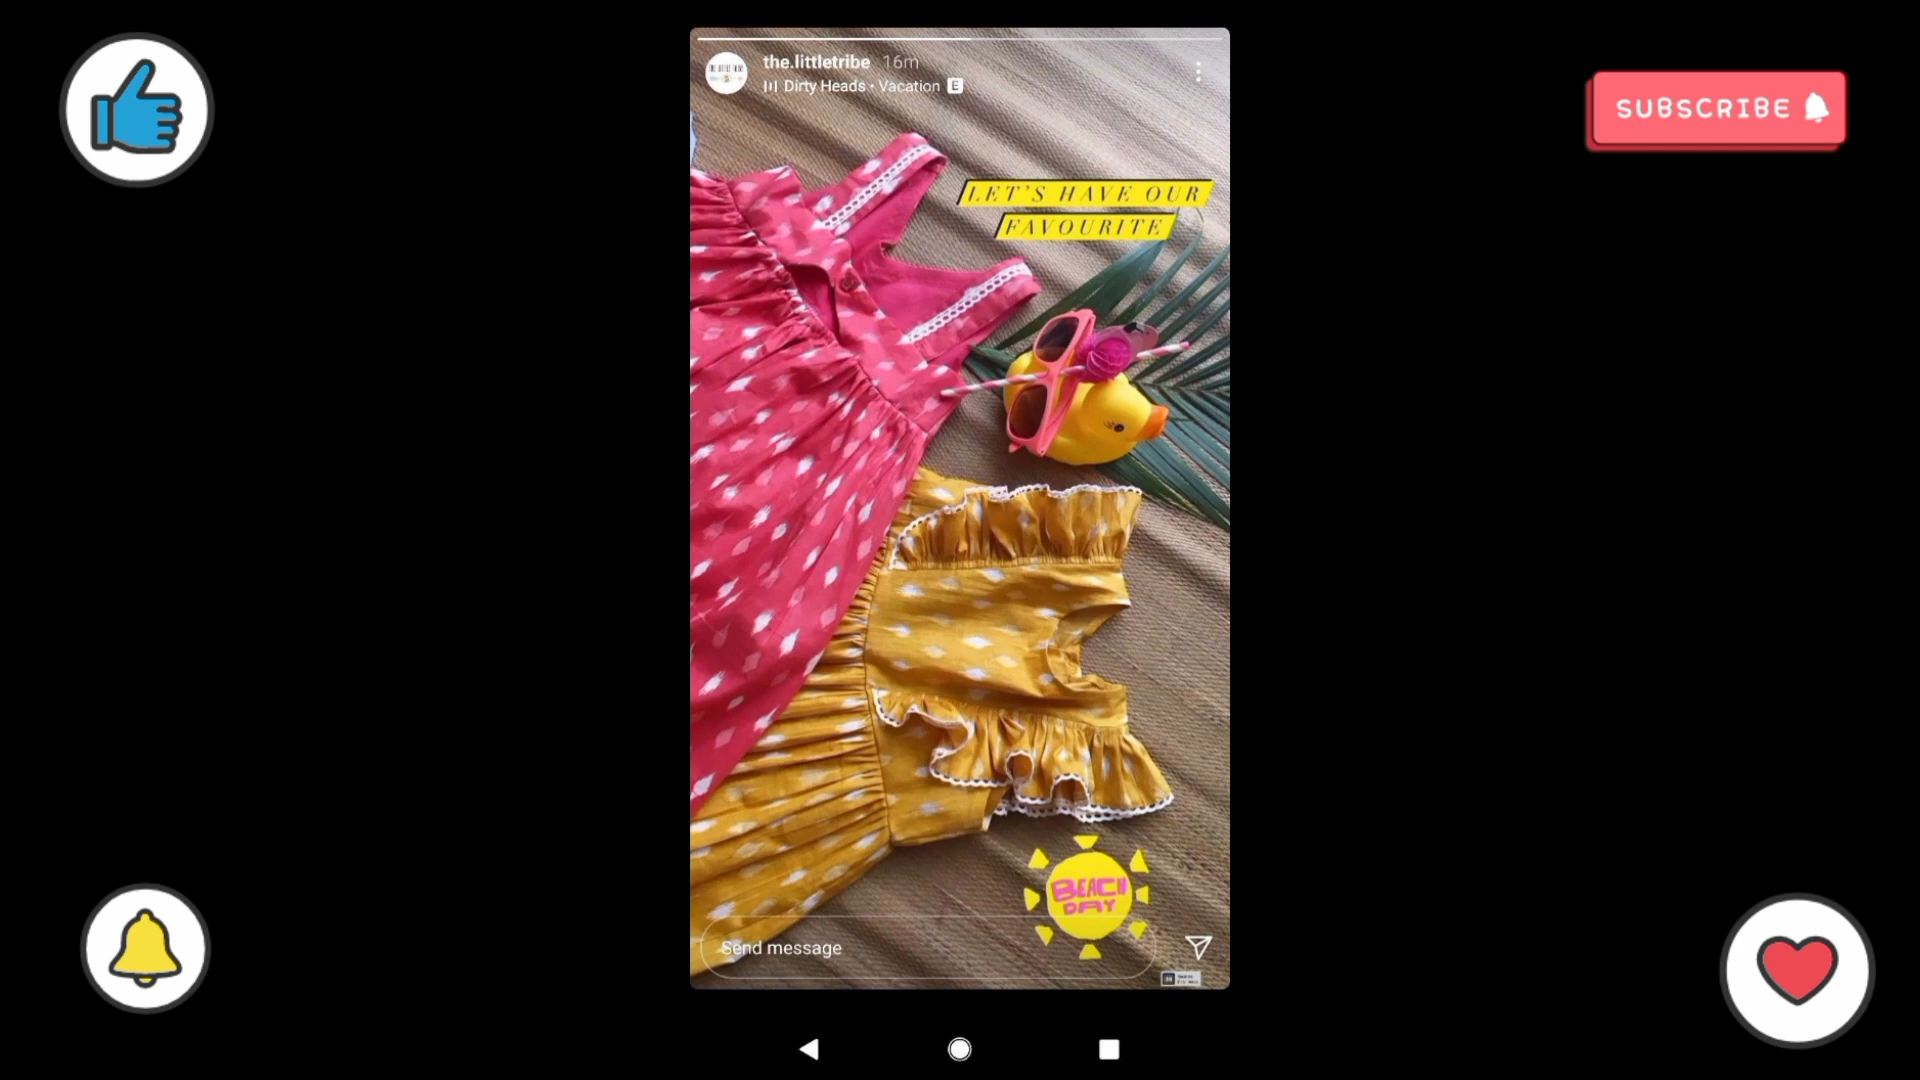 SUBSCRIBE
the.littletribe 16m
Dirty Heads • Vacation E
LET'S HAVE OUR
FAVOURITE
BEACH
DAY
Send message